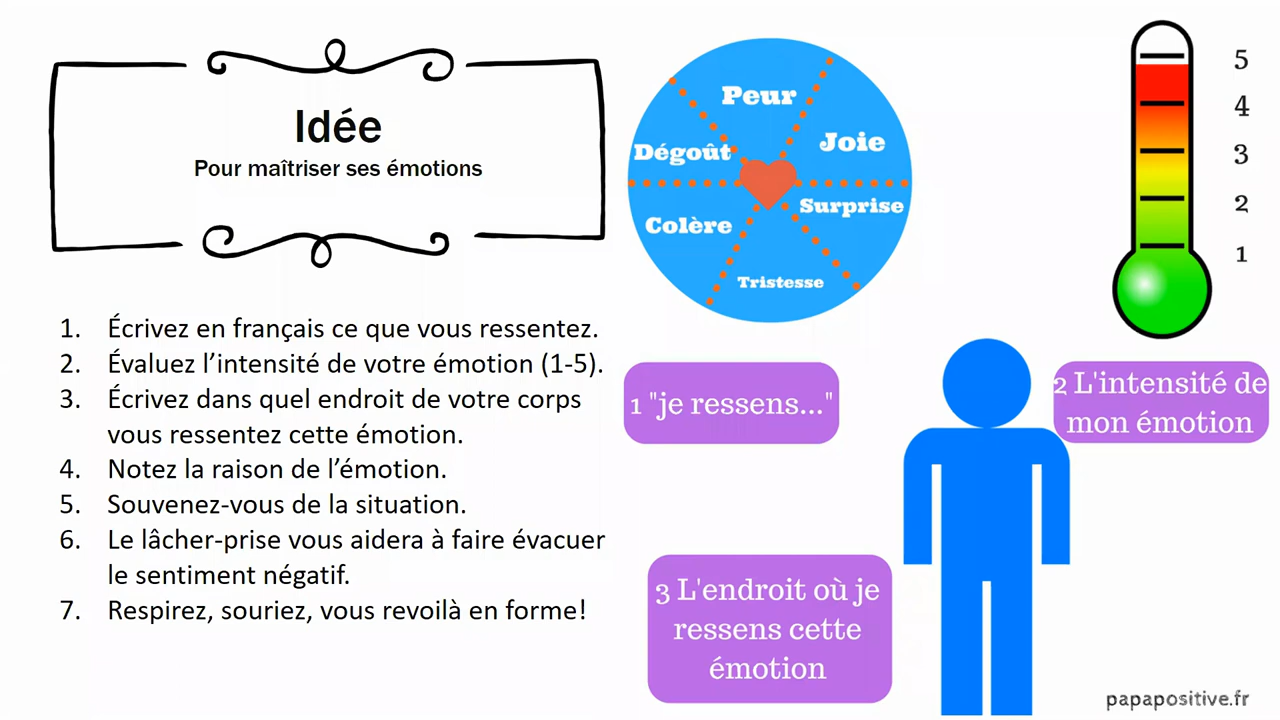 Idée
Pour maîtriser ses émotions
1. Écrivez en français ce que vous ressentez.
2. Évaluez l’intensité de votre émotion (1-5).
3. Écrivez dans quel endroit de votre corps
vous ressentez cette émotion.
4. Notez la raison de l’émotion.
5. Souvenez-vous de la situation.
6. Le lâcher-prise vous aidera à faire évacuer
le sentiment négatif.
7. Respirez, souriez, vous revoilà en forme!
Peur
Joie
Dégoût
Surprise
Colère
Tristesse
5
4
3
2
1
1 "je ressens..."
2 L'intensité de
mon émotion
3 L'endroit où je
ressens cette
émotion
papapositive.fr